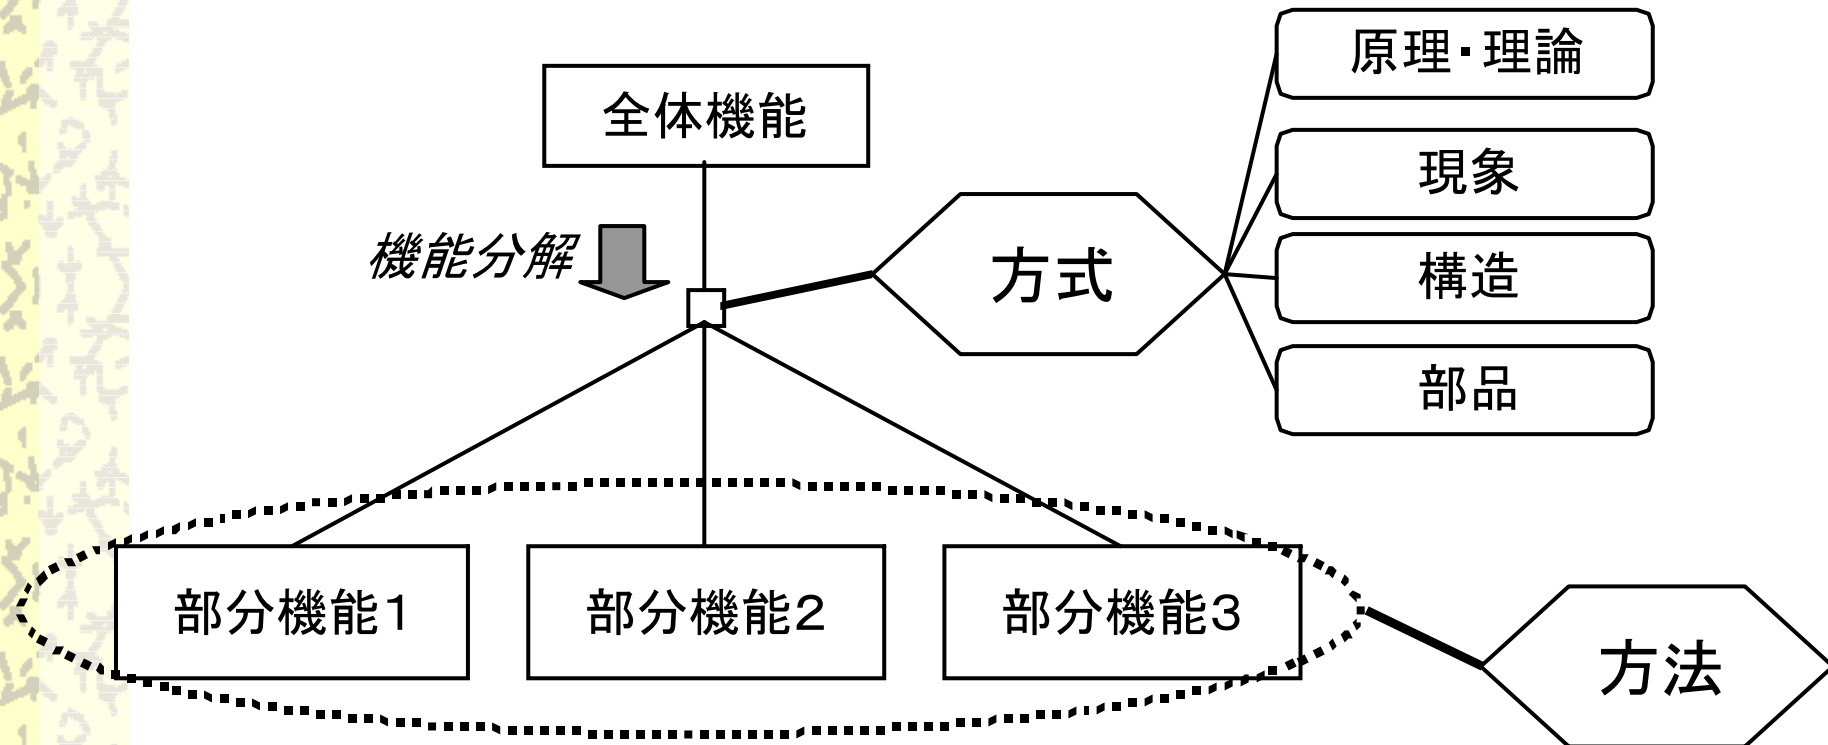 原理・理論
全体機能
現象
機能分解
方式
構造
部品
部分機能1
部分機能2
部分機能3
方法